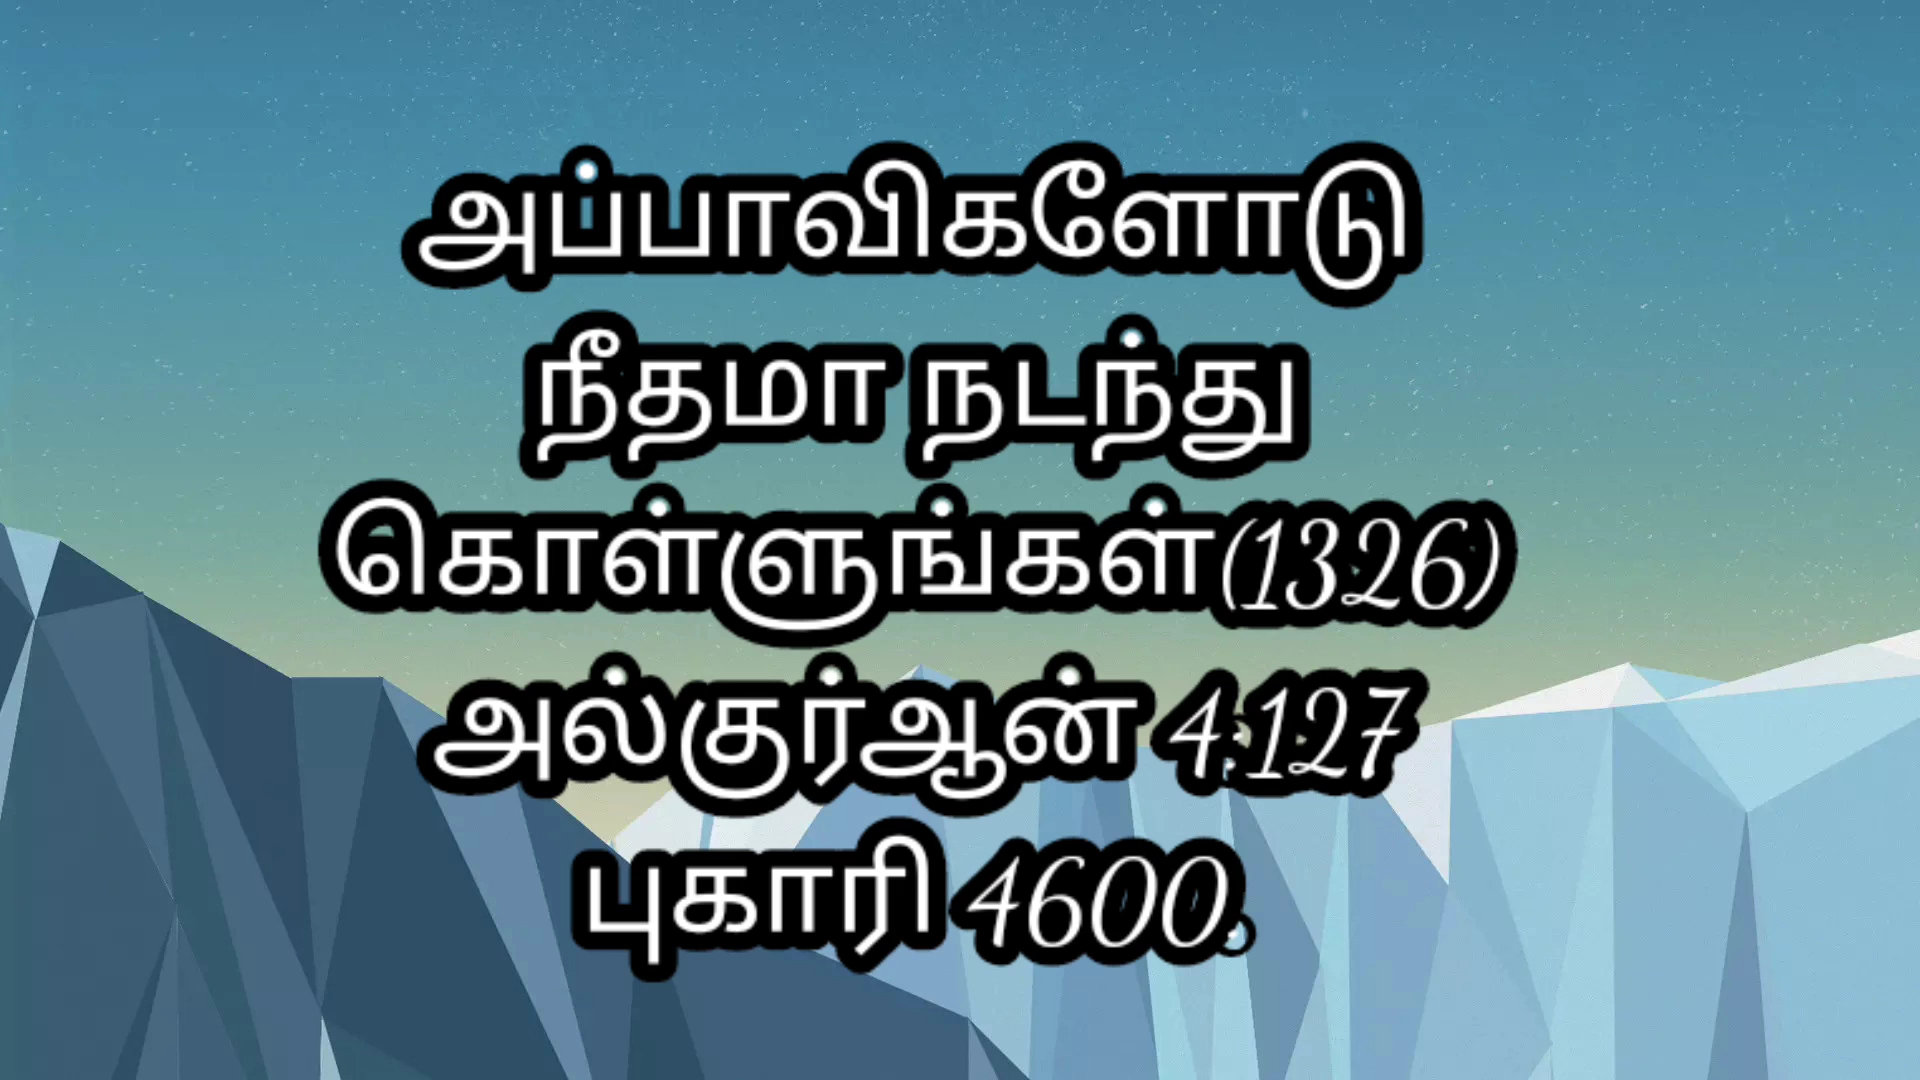 அப்பாவிகளோடு
நீதமா நடந்து
கொள்ளுங்கள்(1326)
அல்குர்ஆன் 4:127
புகாரி 4600.